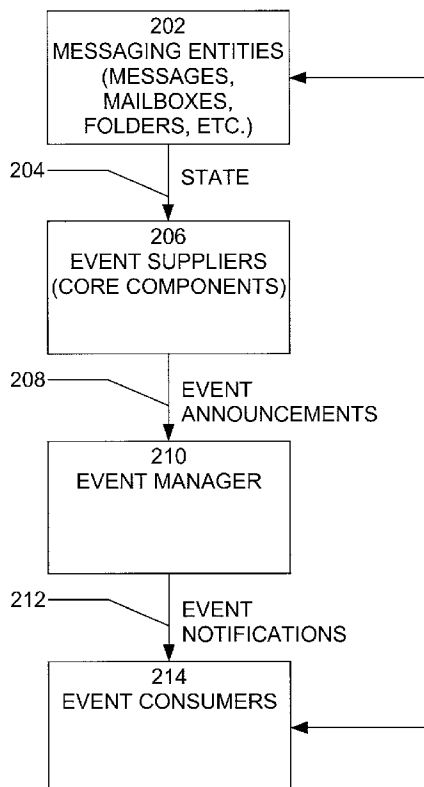 202
MESSAGING ENTITIES
(MESSAGES,
MAILBOXES,
FOLDERS, ETC.)
204
STATE
206
EVENT SUPPLIERS
(CORE COMPONENTS)
208
EVENT
ANNOUNCEMENTS
210
EVENT MANAGER
212
EVENT
NOTIFICATIONS
214
EVENT CONSUMERS